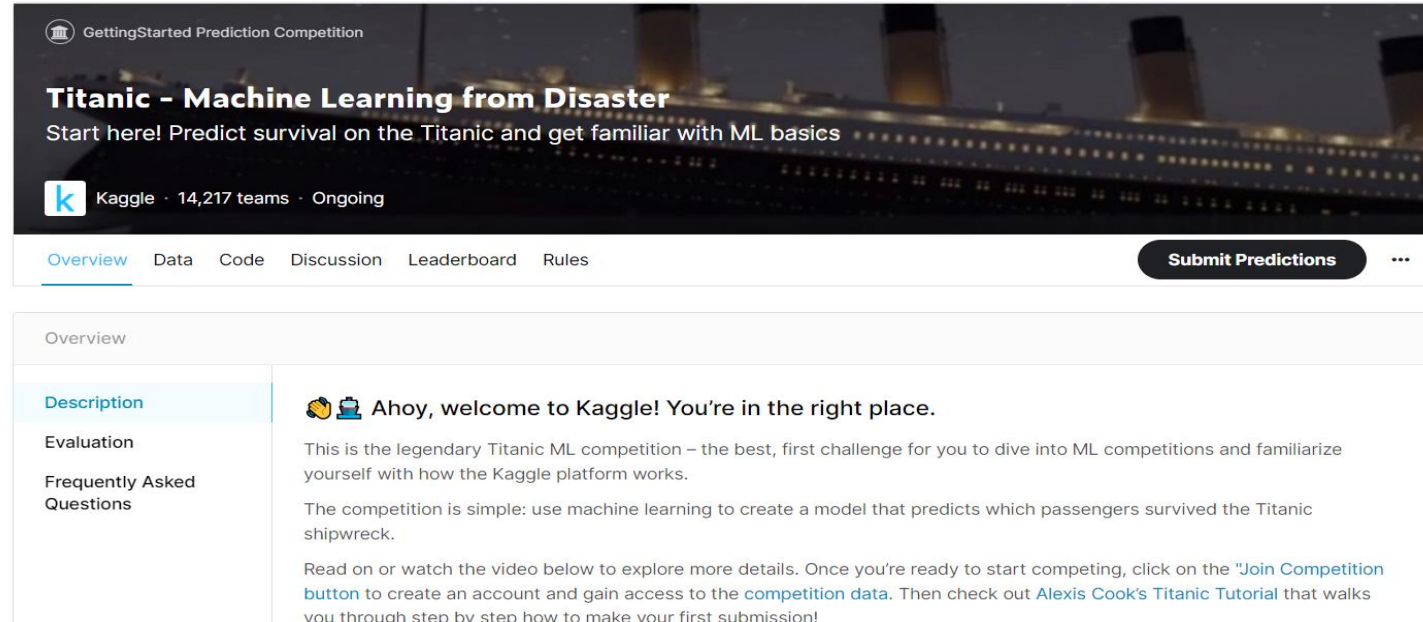 GettingStarted Prediction Competition
Titanic - Machine Learning from Disaster
Start here! Predict survival on the Titanic and get familiar with ML basics
k Kaggle · 14,217 teams · Ongoing
Overview Data Code Discussion Leaderboard Rules Submit Predictions ...
Overview
Description
Evaluation
Frequently Asked
Questions
👋🚢 Ahoy, welcome to Kaggle! You’re in the right place.
This is the legendary Titanic ML competition – the best, first challenge for you to dive into ML competitions and familiarize
yourself with how the Kaggle platform works.
The competition is simple: use machine learning to create a model that predicts which passengers survived the Titanic
shipwreck.
Read on or watch the video below to explore more details. Once you’re ready to start competing, click on the "Join Competition
button to create an account and gain access to the competition data. Then check out Alexis Cook’s Titanic Tutorial that walks
you through step by step how to make your first submission!